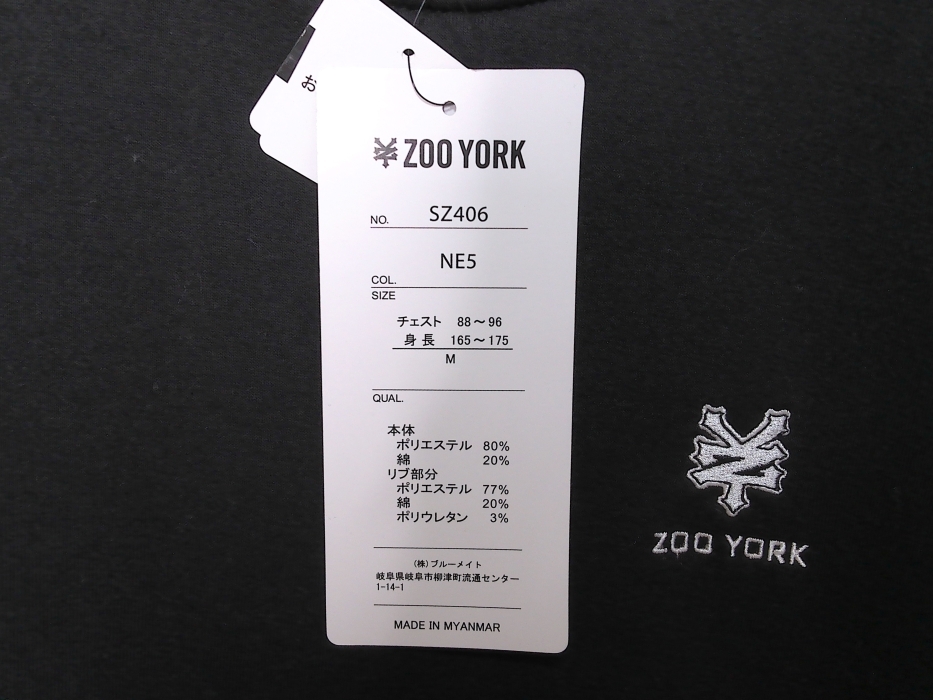 お
ZOO YORK
NO. SZ406
COL. NE5
SIZE
チェスト 88～96
身長 165～175
M
QUAL.
本体
ポリエステル 80%
綿 20%
リブ部分
ポリエステル 77%
綿 20%
ポリウレタン 3%
(株)ブルーメイト
岐阜県岐阜市柳津町流通センター
1-14-1
MADE IN MYANMAR
ZOO YORK